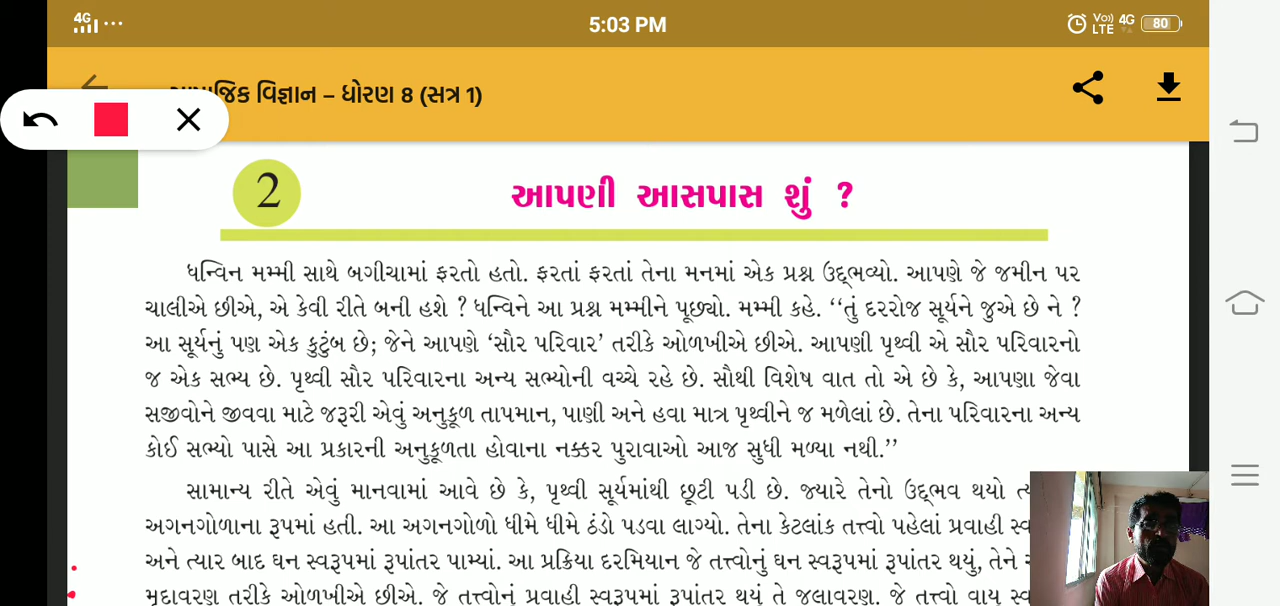 4G ...
5:03 PM
Vo) LTE 4G 80
વિજ્ઞાન – ધોરણ 8 (સત્ર 1)
2 આપણી આસપાસ શું ?
ધન્વિન મમ્મી સાથે બગીચામાં ફરતો હતો. ફરતાં ફરતાં તેના મનમાં એક પ્રશ્ન ઉદ્ભવ્યો. આપણે જે જમીન પર
ચાલીએ છીએ, એ કેવી રીતે બની હશે ? ધન્વિને આ પ્રશ્ન મમ્મીને પૂછ્યો. મમ્મી કહે. ‘‘તું દરરોજ સૂર્યને જુએ છે ને ?
આ સૂર્યનું પણ એક કુટુંબ છે; જેને આપણે ‘સૌર પરિવાર’ તરીકે ઓળખીએ છીએ. આપણી પૃથ્વી એ સૌર પરિવારનો
જ એક સભ્ય છે. પૃથ્વી સૌર પરિવારના અન્ય સભ્યોની વચ્ચે રહે છે. સૌથી વિશેષ વાત તો એ છે કે, આપણા જેવા
સજીવોને જીવવા માટે જરૂરી એવું અનુકૂળ તાપમાન, પાણી અને હવા માત્ર પૃથ્વીને જ મળેલાં છે. તેના પરિવારના અન્ય
કોઈ સભ્યો પાસે આ પ્રકારની અનુકૂળતા હોવાના નક્કર પુરાવાઓ આજ સુધી મળ્યા નથી.’’
સામાન્ય રીતે એવું માનવામાં આવે છે કે, પૃથ્વી સૂર્યમાંથી છૂટી પડી છે. જ્યારે તેનો ઉદ્ભવ થયો
અગનગોળાના રૂપમાં હતી. આ અગનગોળો ધીમે ધીમે ઠંડો પડવા લાગ્યો. તેના કેટલાંક તત્ત્વો પહેલાં પ્રવાહી
અને ત્યાર બાદ ઘન સ્વરૂપમાં રૂપાંતર પામ્યાં. આ પ્રક્રિયા દરમિયાન જે તત્ત્વોનું ઘન સ્વરૂપમાં રૂપાંતર થયું, તેને
મૃદાવરણ તરીકે ઓળખીએ છીએ. જે તત્ત્વોનું પ્રવાહી સ્વરૂપમાં રૂપાંતર થયું તે જલાવરણ. જે તત્ત્વો વાયુ